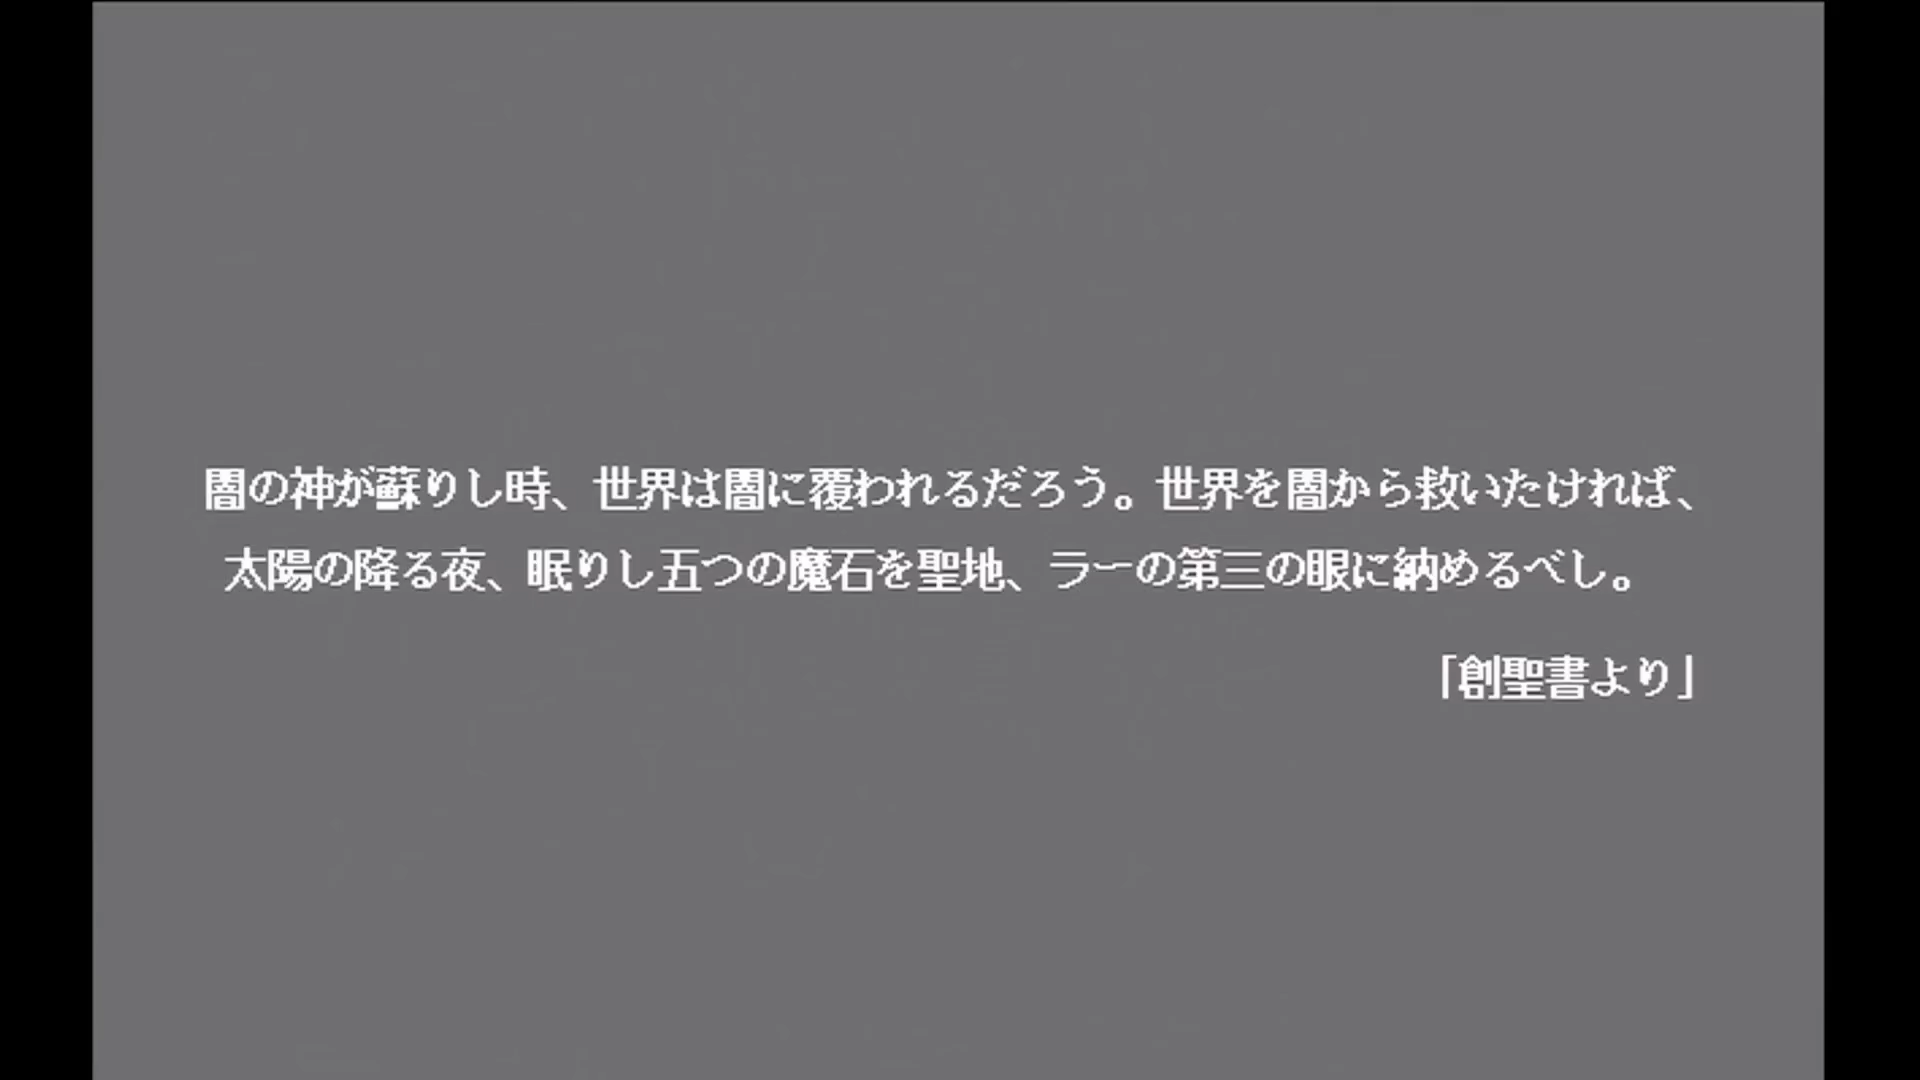 闇の神が蘇りし時、世界は闇に覆われるだろう。世界を闇から救いたければ、
太陽の降る夜、眠りし五つの魔石を聖地、ラーの第三の眼に納めるべし。
「創聖書より」